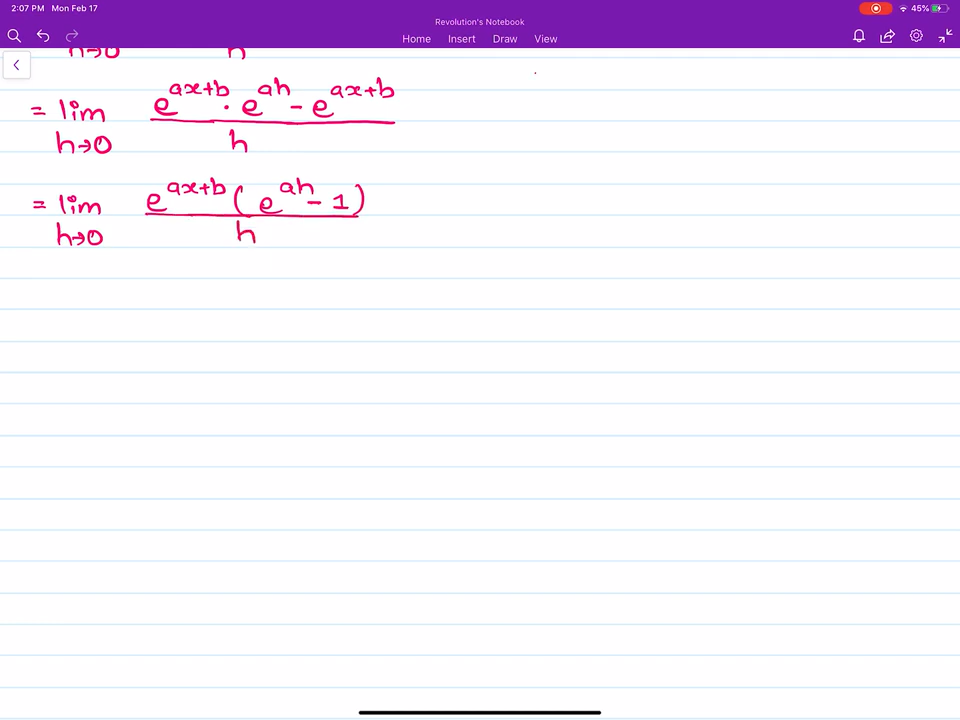 2:07 PM Mon Feb 17 45%
Revolution's Notebook
Home Insert Draw View
h→0 h
= lim e^{ax+b} · e^{ah} - e^{ax+b}
h→0 h
= lim e^{ax+b} ( e^{ah} - 1 )
h→0 h